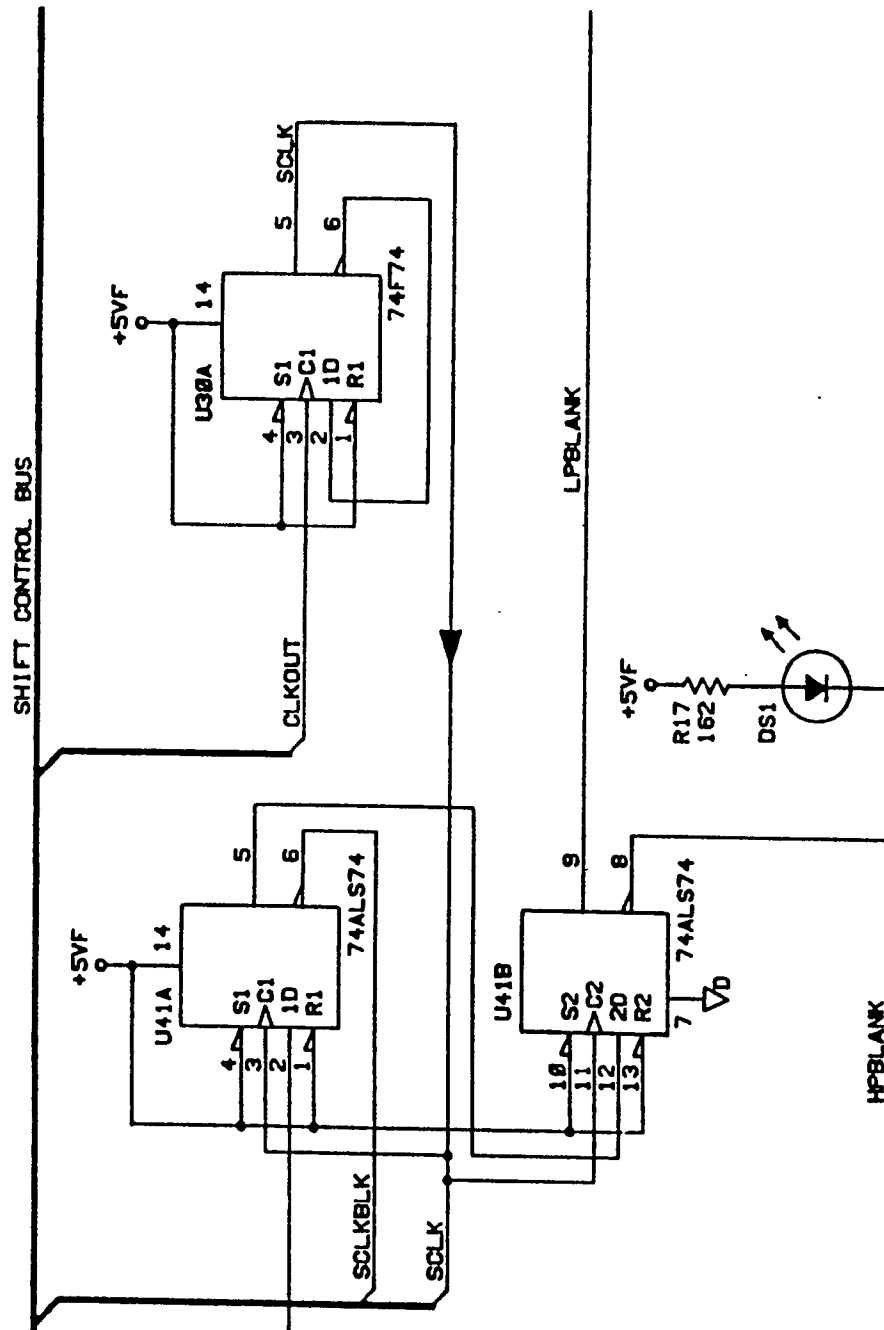 SHIFT CONTROL BUS
+5VF
14
U30A
S1
C1
1D
R1
4
3
2
1
5
6
SCLK
74F74
CLKOUT
+5VF
14
U41A
S1
C1
1D
R1
4
3
2
1
5
6
74ALS74
SCLKBLK
SCLK
LPBLANK
U41B
S2
C2
2D
R2
10
11
12
13
9
8
74ALS74
7
D
+5VF
R17
162
DS1
HPBLANK